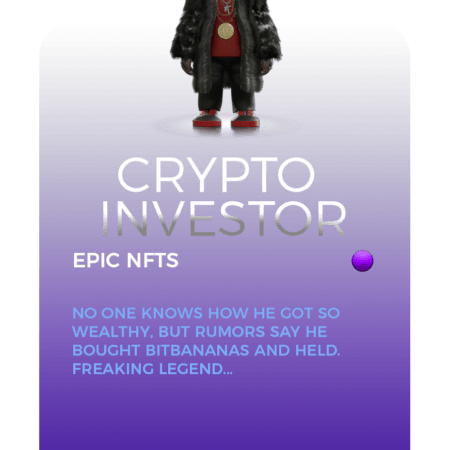 CRYPTO
INVESTOR
EPIC NFTS
NO ONE KNOWS HOW HE GOT SO
WEALTHY, BUT RUMORS SAY HE
BOUGHT BITBANANAS AND HELD.
FREAKING LEGEND...